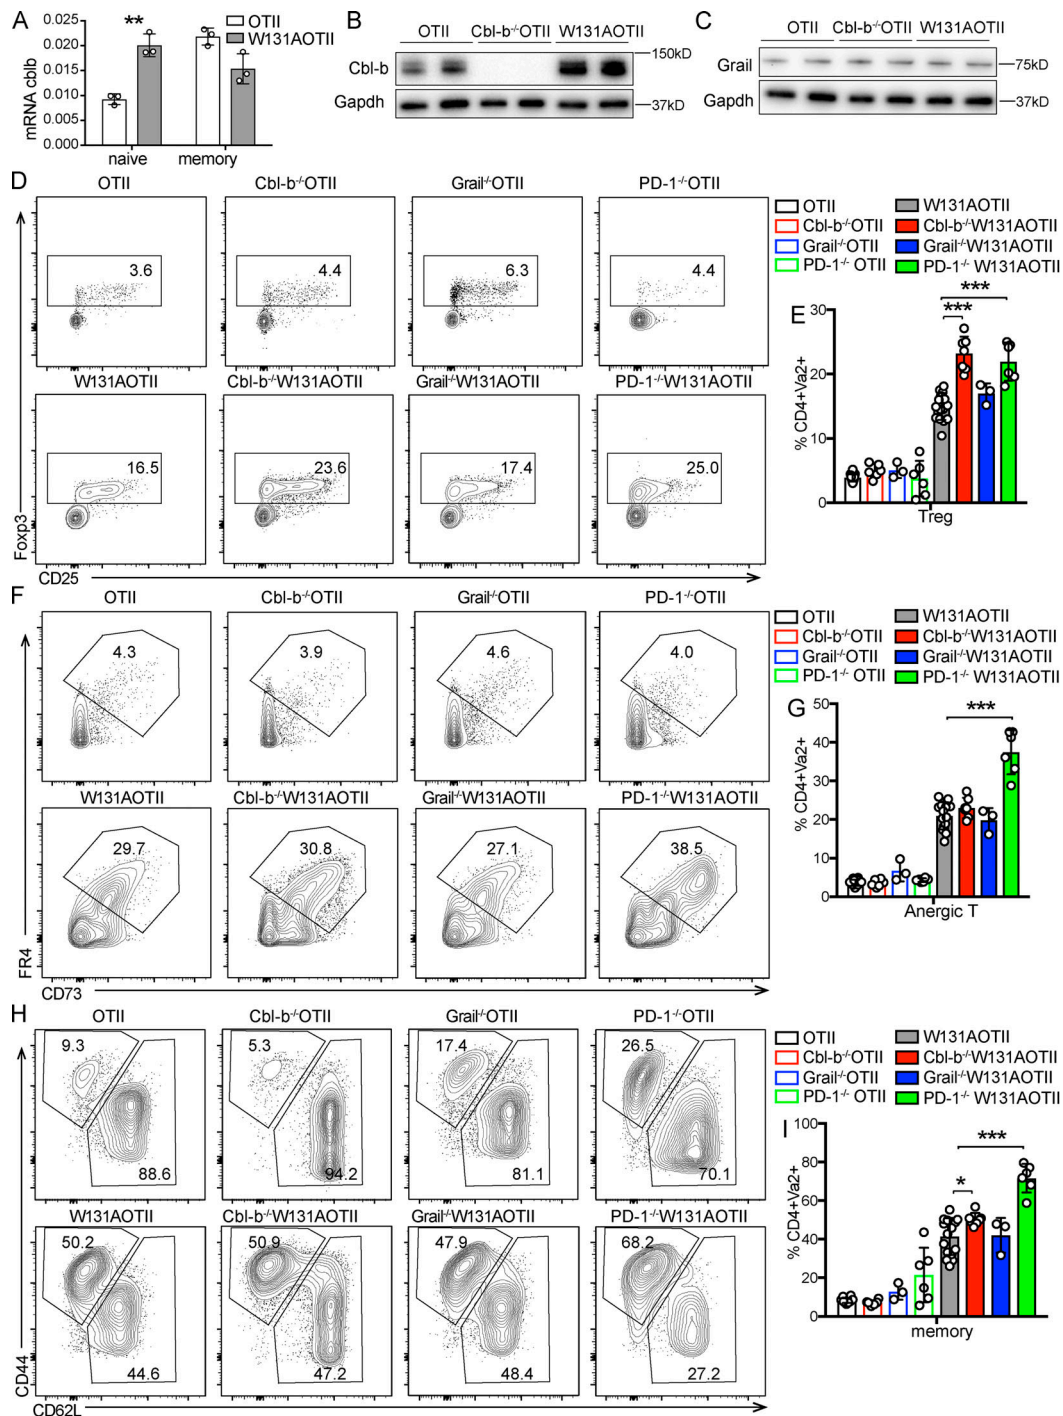 A
mRNA cblb
0.025
0.020
0.015
0.010
0.005
0.000
**
OTII
W131AOTII
naive memory
B
OTII Cbl-b-/-OTII W131AOTII
Cbl-b
150kD
Gapdh
37kD
C
OTII Cbl-b-/-OTII W131AOTII
Grail
75kD
Gapdh
37kD
D
OTII Cbl-b-/-OTII Grail-/-OTII PD-1-/-OTII
3.6 4.4 6.3 4.4
W131AOTII Cbl-b-/-W131AOTII Grail-/-W131AOTII PD-1-/-W131AOTII
16.5 23.6 17.4 25.0
Foxp3
CD25
OTII W131AOTII
Cbl-b-/-OTII Cbl-b-/-W131AOTII
Grail-/-OTII Grail-/-W131AOTII
PD-1-/- OTII PD-1-/- W131AOTII
E
*** ***
% CD4+Va2+
30
20
10
0
Treg
F
OTII Cbl-b-/-OTII Grail-/-OTII PD-1-/-OTII
4.3 3.9 4.6 4.0
W131AOTII Cbl-b-/-W131AOTII Grail-/-W131AOTII PD-1-/-W131AOTII
29.7 30.8 27.1 38.5
FR4
CD73
OTII W131AOTII
Cbl-b-/-OTII Cbl-b-/-W131AOTII
Grail-/-OTII Grail-/-W131AOTII
PD-1-/- OTII PD-1-/- W131AOTII
G
***
% CD4+Va2+
50
40
30
20
10
0
Anergic T
H
OTII Cbl-b-/-OTII Grail-/-OTII PD-1-/-OTII
9.3 5.3 17.4 26.5
88.6 94.2 81.1 70.1
W131AOTII Cbl-b-/-W131AOTII Grail-/-W131AOTII PD-1-/-W131AOTII
50.2 50.9 47.9 68.2
44.6 47.2 48.4 27.2
CD44
CD62L
OTII W131AOTII
Cbl-b-/-OTII Cbl-b-/-W131AOTII
Grail-/-OTII Grail-/-W131AOTII
PD-1-/- OTII PD-1-/- W131AOTII
I
* ***
% CD4+Va2+
100
80
60
40
20
0
memory